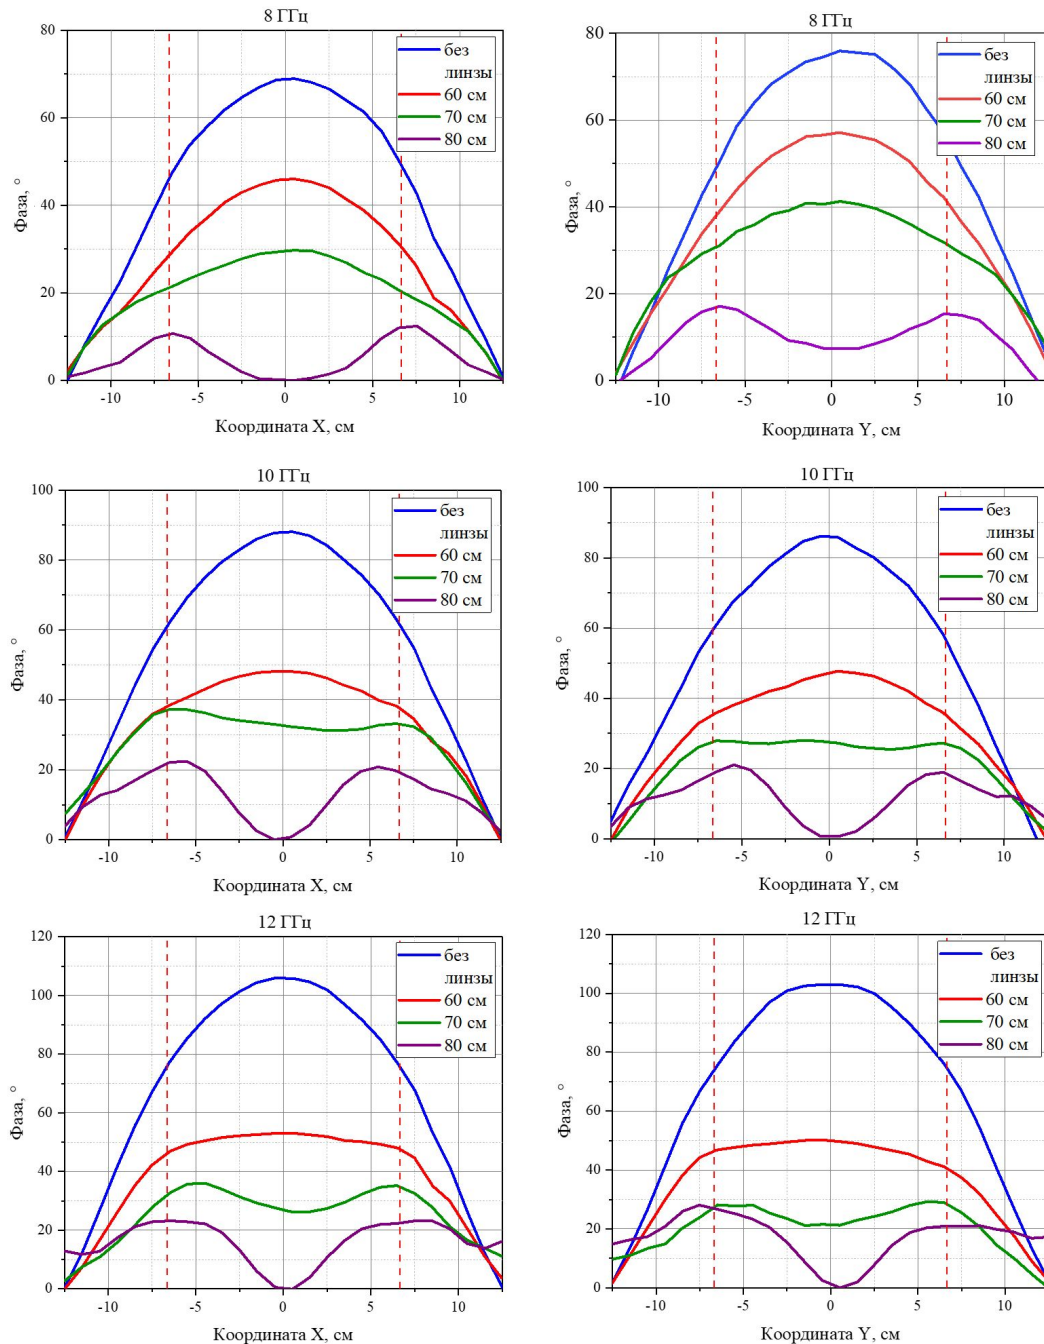 8 ГГц
80
60
40
20
0
Фаза, °
-10
-5
0
5
10
Координата X, см
без
линзы
60 см
70 см
80 см
8 ГГц
80
60
40
20
0
Фаза, °
-10
-5
0
5
10
Координата Y, см
без
линзы
60 см
70 см
80 см
10 ГГц
100
80
60
40
20
0
Фаза, °
-10
-5
0
5
10
Координата X, см
без
линзы
60 см
70 см
80 см
10 ГГц
100
80
60
40
20
0
Фаза, °
-10
-5
0
5
10
Координата Y, см
без
линзы
60 см
70 см
80 см
12 ГГц
120
100
80
60
40
20
0
Фаза, °
-10
-5
0
5
10
Координата X, см
без
линзы
60 см
70 см
80 см
12 ГГц
120
100
80
60
40
20
0
Фаза, °
-10
-5
0
5
10
Координата Y, см
без
линзы
60 см
70 см
80 см